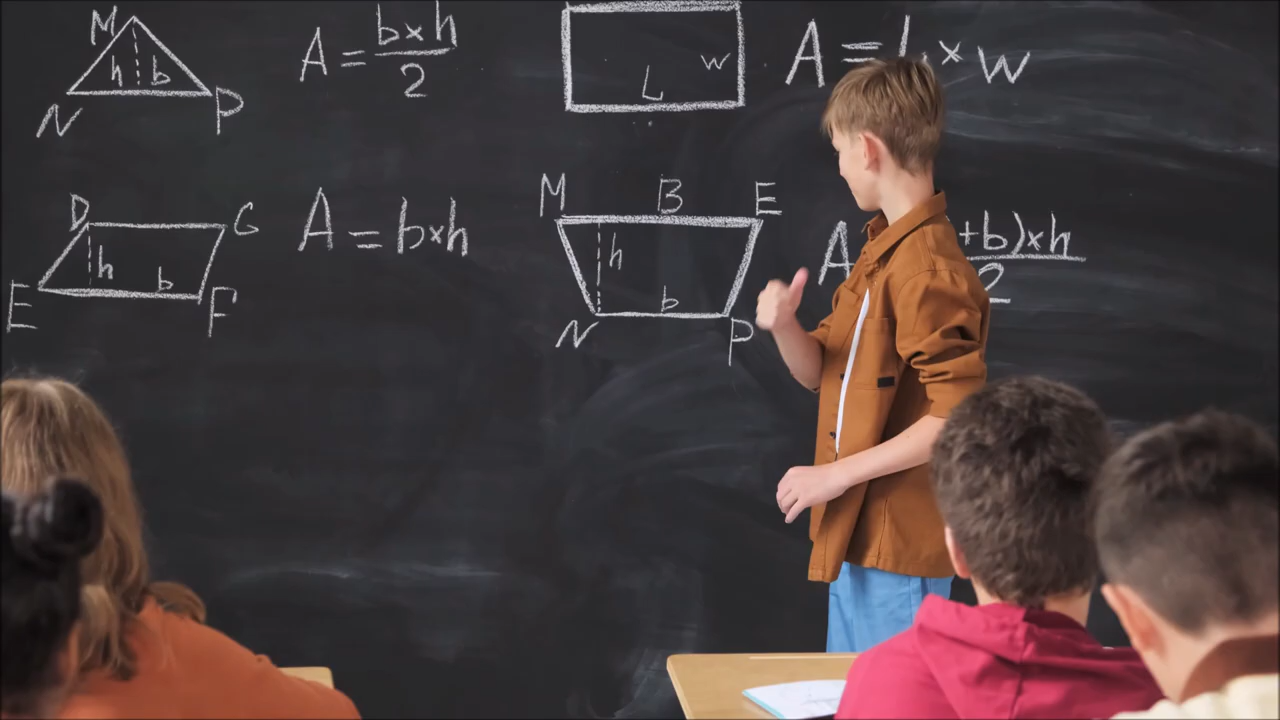 M
h b
N P
A = b×h
2
L w
A = L × w
D G
h b
E F
A = b×h
M B E
h
b
N P
A +b)×h
2